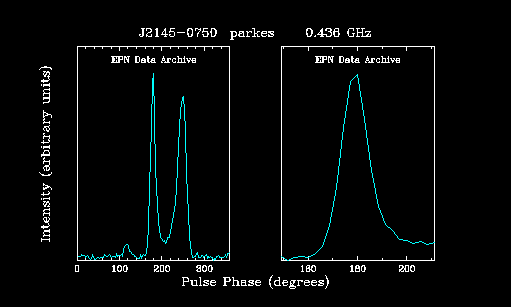 J2145-0750 parkes 0.436 GHz
EPN Data Archive EPN Data Archive
Intensity (arbitrary units)
0 100 200 300 180 190 200
Pulse Phase (degrees)